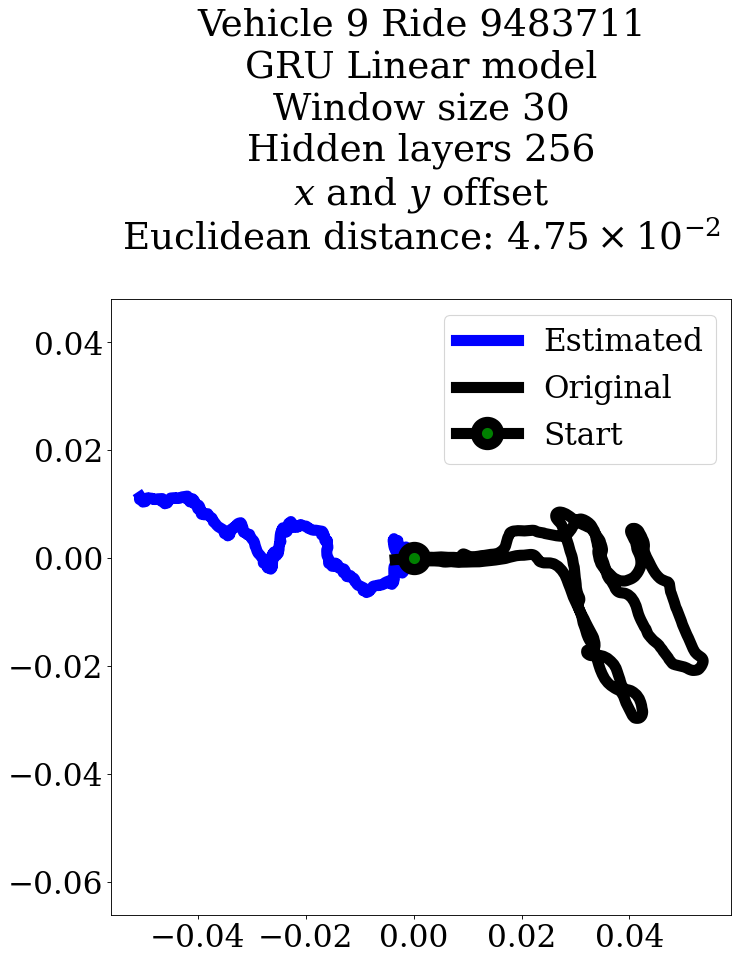 Vehicle 9 Ride 9483711
GRU Linear model
Window size 30
Hidden layers 256
x and y offset
Euclidean distance: 4.75 × 10⁻²
Estimated
Original
Start
0.04
0.02
0.00
−0.02
−0.04
−0.06
−0.04 −0.02 0.00 0.02 0.04